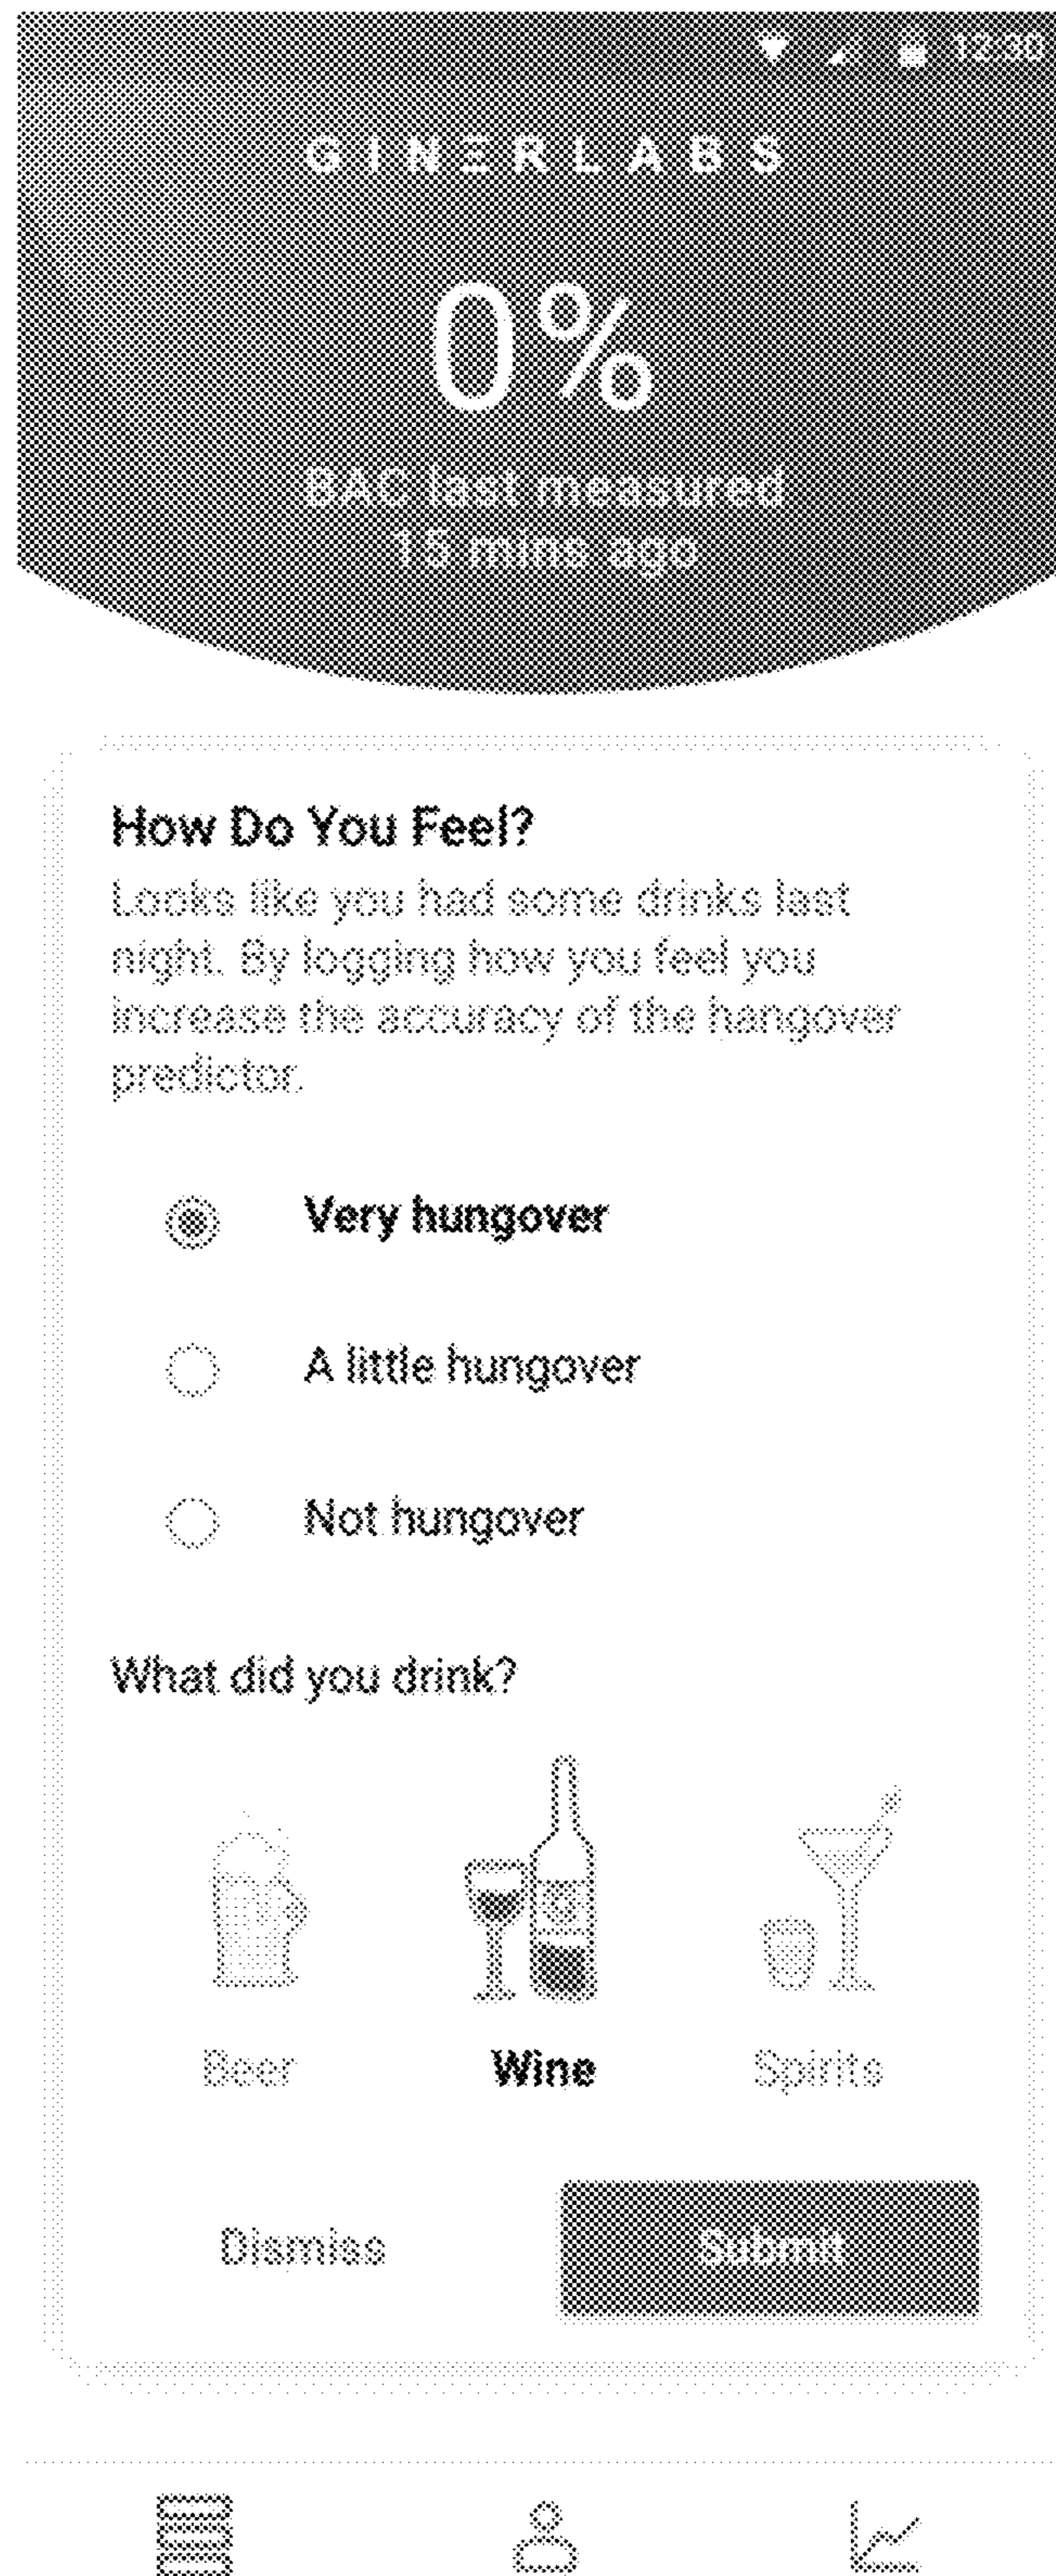 12:30
GINERLABS
0%
BAC last measured
15 mins ago
How Do You Feel?
Looks like you had some drinks last
night. By logging how you feel you
increase the accuracy of the hangover
predictor.
Very hungover
A little hungover
Not hungover
What did you drink?
Beer Wine Spirits
Dismiss Submit